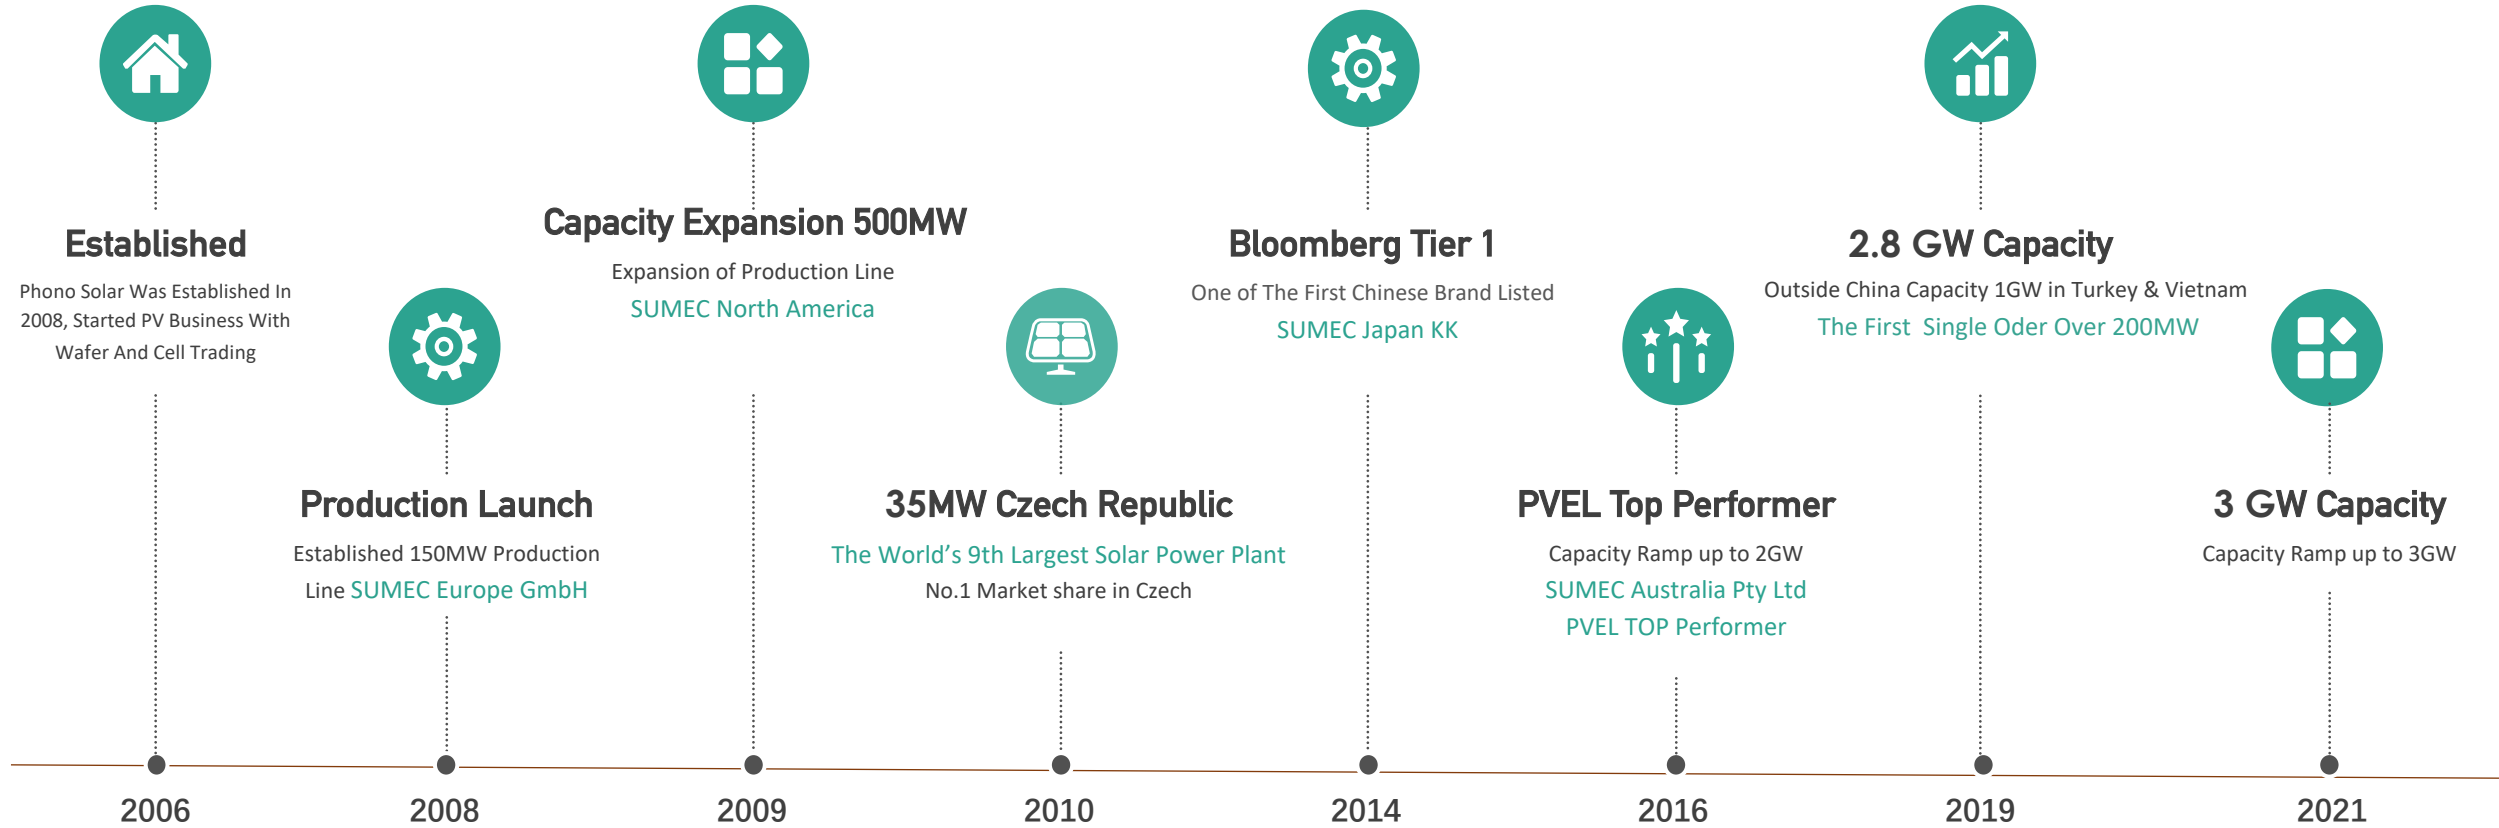 Established
Phono Solar Was Established In
2008, Started PV Business With
Wafer And Cell Trading
Production Launch
Established 150MW Production
Line SUMEC Europe GmbH
Capacity Expansion 500MW
Expansion of Production Line
SUMEC North America
35MW Czech Republic
The World's 9th Largest Solar Power Plant
No.1 Market share in Czech
Bloomberg Tier 1
One of The First Chinese Brand Listed
SUMEC Japan KK
PVEL Top Performer
Capacity Ramp up to 2GW
SUMEC Australia Pty Ltd
PVEL TOP Performer
2.8 GW Capacity
Outside China Capacity 1GW in Turkey & Vietnam
The First Single Oder Over 200MW
3 GW Capacity
Capacity Ramp up to 3GW
2006 2008 2009 2010 2014 2016 2019 2021